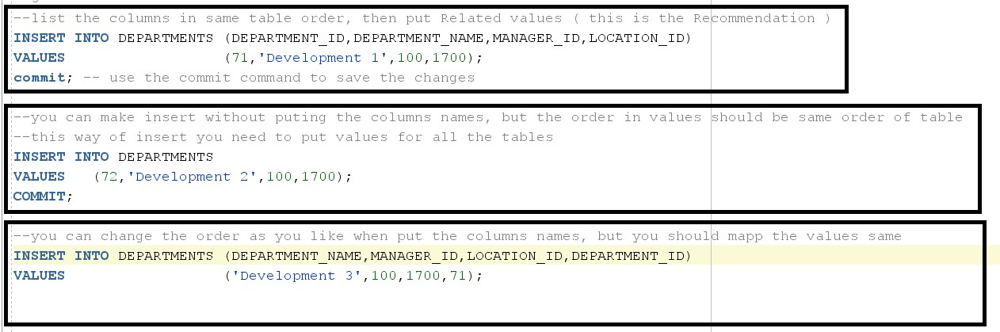 --list the columns in same table order, then put Related values ( this is the Recommendation )
INSERT INTO DEPARTMENTS (DEPARTMENT_ID,DEPARTMENT_NAME,MANAGER_ID,LOCATION_ID)
VALUES (71,'Development 1',100,1700);
commit; -- use the commit command to save the changes
--you can make insert without puting the columns names, but the order in values should be same order of table
--this way of insert you need to put values for all the tables
INSERT INTO DEPARTMENTS
VALUES (72,'Development 2',100,1700);
COMMIT;
--you can change the order as you like when put the columns names, but you should mapp the values same
INSERT INTO DEPARTMENTS (DEPARTMENT_NAME,MANAGER_ID,LOCATION_ID,DEPARTMENT_ID)
VALUES ('Development 3',100,1700,71);